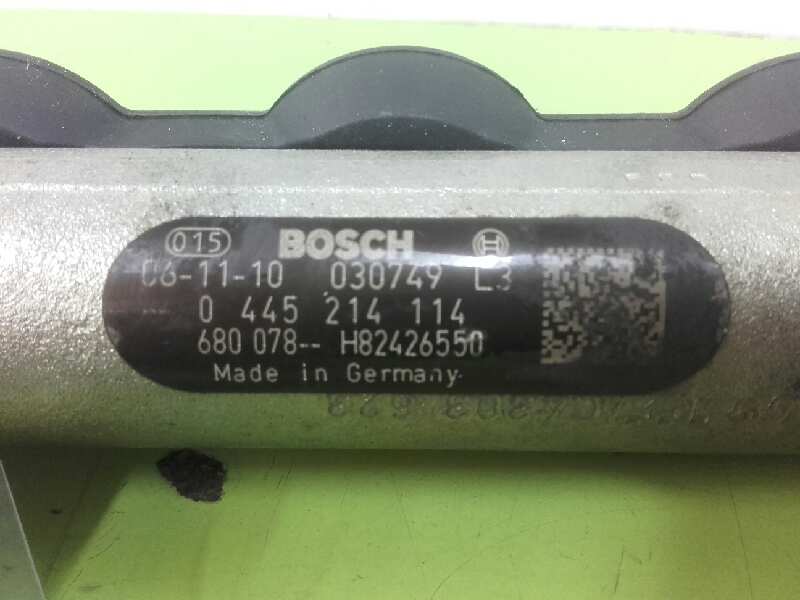 015 BOSCH
06-11-10 030749 L3
0 445 214 114
680 078-- H82426550
Made in Germany